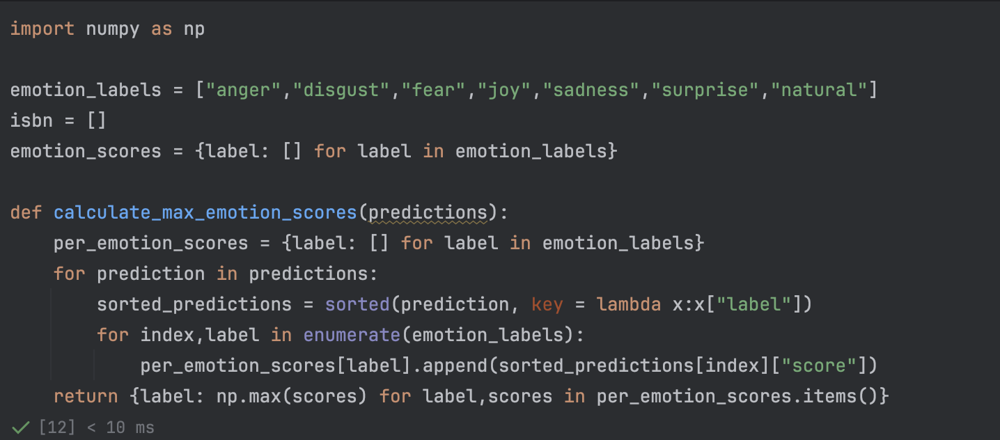 import numpy as np
emotion_labels = ["anger","disgust","fear","joy","sadness","surprise","natural"]
isbn = []
emotion_scores = {label: [] for label in emotion_labels}
def calculate_max_emotion_scores(predictions):
    per_emotion_scores = {label: [] for label in emotion_labels}
    for prediction in predictions:
        sorted_predictions = sorted(prediction, key = lambda x:x["label"])
        for index,label in enumerate(emotion_labels):
            per_emotion_scores[label].append(sorted_predictions[index]["score"])
    return {label: np.max(scores) for label,scores in per_emotion_scores.items()}
✓ [12] < 10 ms